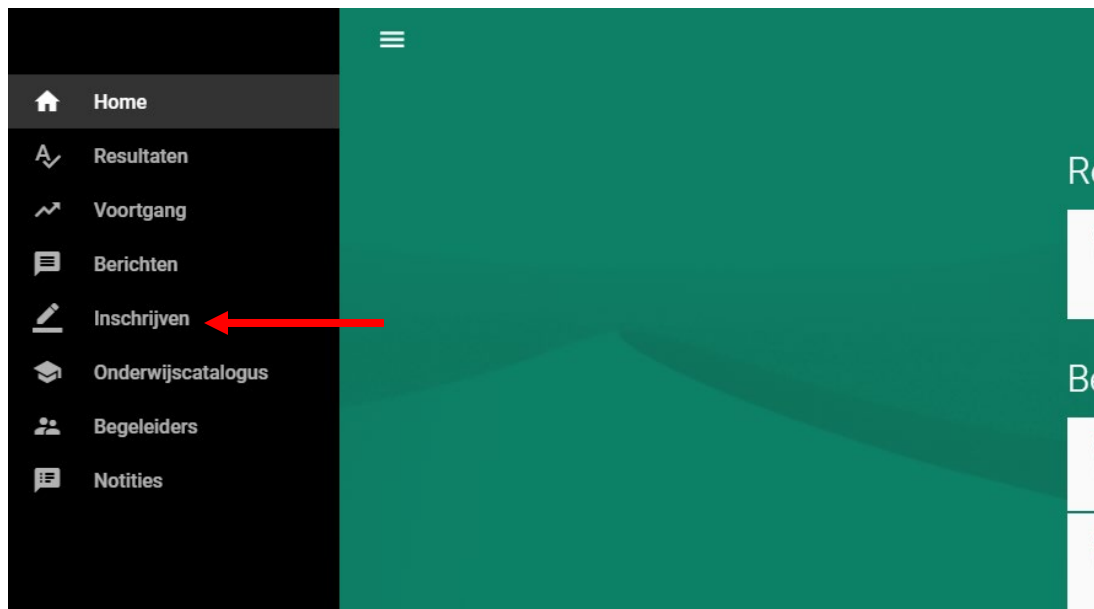 Home
Resultaten
Voortgang
Berichten
Inschrijven
Onderwijscatalogus
Begeleiders
Notities